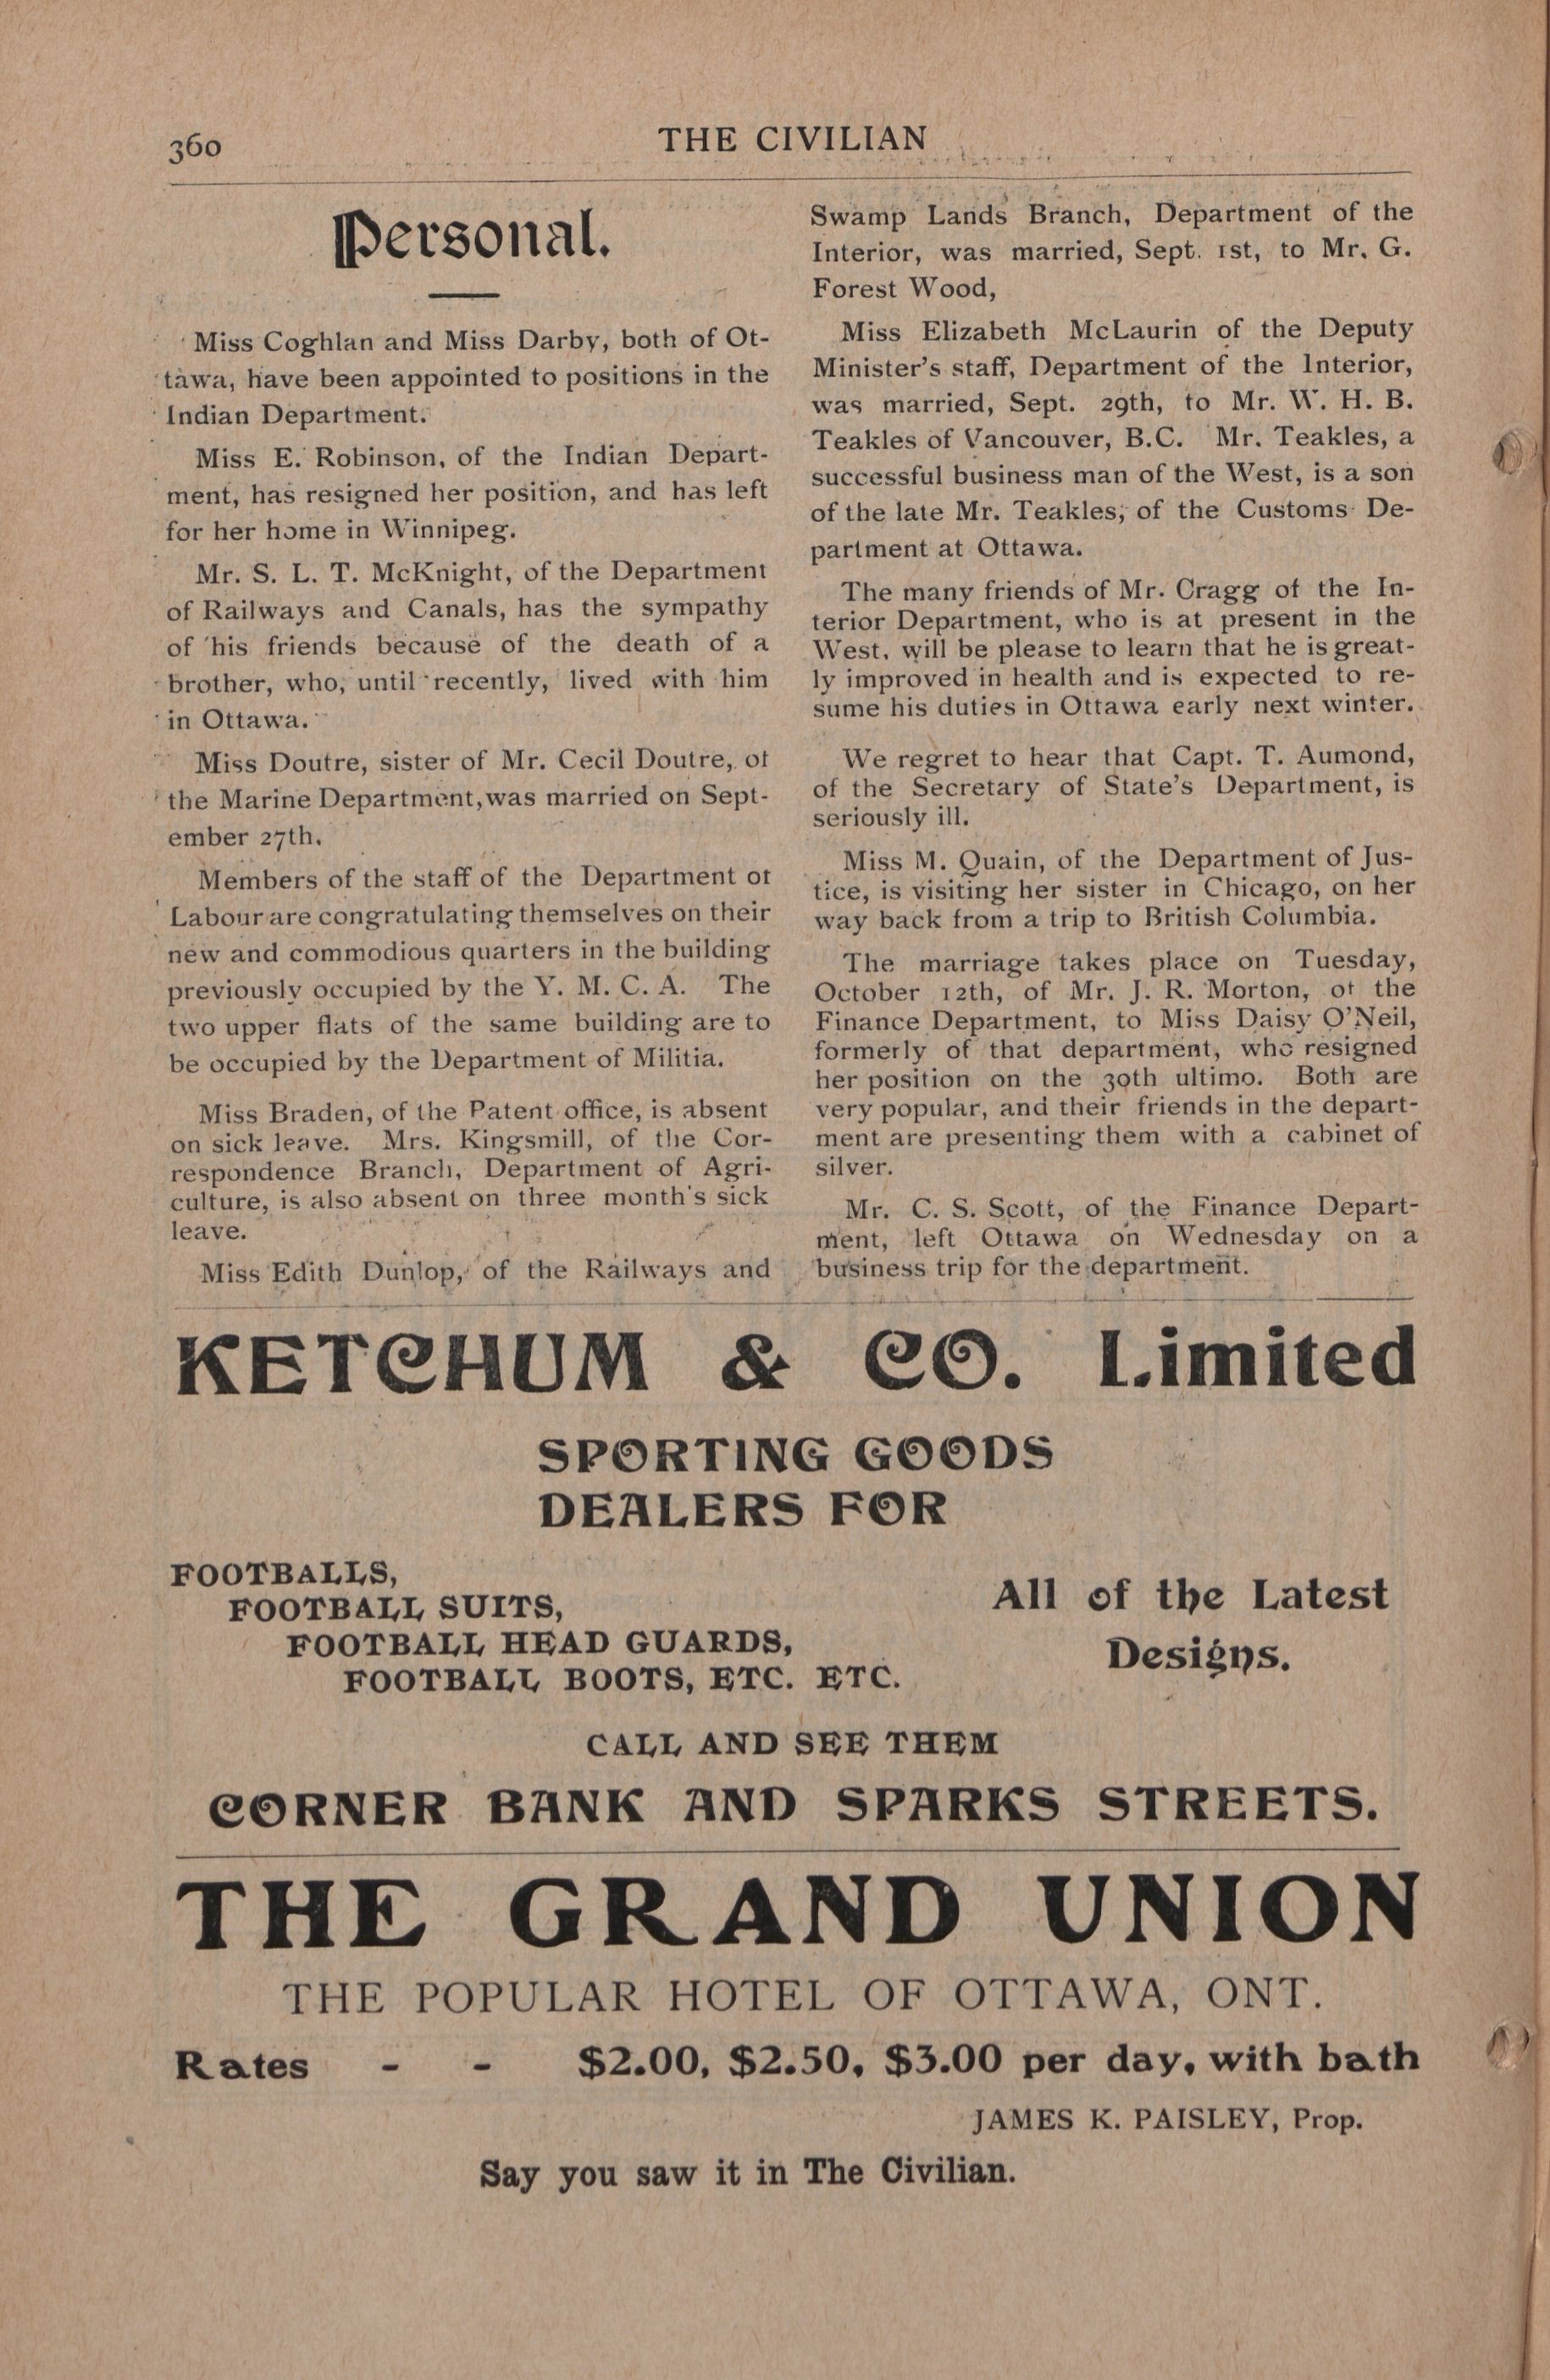 360
THE CIVILIAN
Personal.
Miss Coghlan and Miss Darby, both of Ot-
tawa, have been appointed to positions in the
Indian Department.
Miss E. Robinson, of the Indian Depart-
ment, has resigned her position, and has left
for her home in Winnipeg.
Mr. S. L. T. McKnight, of the Department
of Railways and Canals, has the sympathy
of his friends because of the death of a
brother, who, until recently, lived with him
in Ottawa.
Miss Doutre, sister of Mr. Cecil Doutre, of
the Marine Department, was married on Sept-
ember 27th.
Members of the staff of the Department of
Labour are congratulating themselves on their
new and commodious quarters in the building
previously occupied by the Y. M. C. A. The
two upper flats of the same building are to
be occupied by the Department of Militia.
Miss Braden, of the Patent office, is absent
on sick leave. Mrs. Kingsmill, of the Cor-
respondence Branch, Department of Agri-
culture, is also absent on three month's sick
leave.
Miss Edith Dunlop, of the Railways and
Swamp Lands Branch, Department of the
Interior, was married, Sept. 1st, to Mr. G.
Forest Wood,
Miss Elizabeth McLaurin of the Deputy
Minister's staff, Department of the Interior,
was married, Sept. 29th, to Mr. W. H. B.
Teakles of Vancouver, B.C. Mr. Teakles, a
successful business man of the West, is a son
of the late Mr. Teakles, of the Customs De-
partment at Ottawa.
The many friends of Mr. Cragg of the In-
terior Department, who is at present in the
West, will be please to learn that he is great-
ly improved in health and is expected to re-
sume his duties in Ottawa early next winter.
We regret to hear that Capt. T. Aumond,
of the Secretary of State's Department, is
seriously ill.
Miss M. Quain, of the Department of Jus-
tice, is visiting her sister in Chicago, on her
way back from a trip to British Columbia.
The marriage takes place on Tuesday,
October 12th, of Mr. J. R. Morton, of the
Finance Department, to Miss Daisy O'Neil,
formerly of that department, who resigned
her position on the 30th ultimo. Both are
very popular, and their friends in the depart-
ment are presenting them with a cabinet of
silver.
Mr. C. S. Scott, of the Finance Depart-
ment, left Ottawa on Wednesday on a
business trip for the department.
KETCHUM & CO. Limited
SPORTING GOODS
DEALERS FOR
FOOTBALLS,
FOOTBALL SUITS,
FOOTBALL HEAD GUARDS,
FOOTBALL BOOTS, ETC. ETC.
All of the Latest
Designs.
CALL AND SEE THEM
CORNER BANK AND SPARKS STREETS.
THE GRAND UNION
THE POPULAR HOTEL OF OTTAWA, ONT.
Rates - - $2.00, $2.50, $3.00 per day, with bath
JAMES K. PAISLEY, Prop.
Say you saw it in The Civilian.